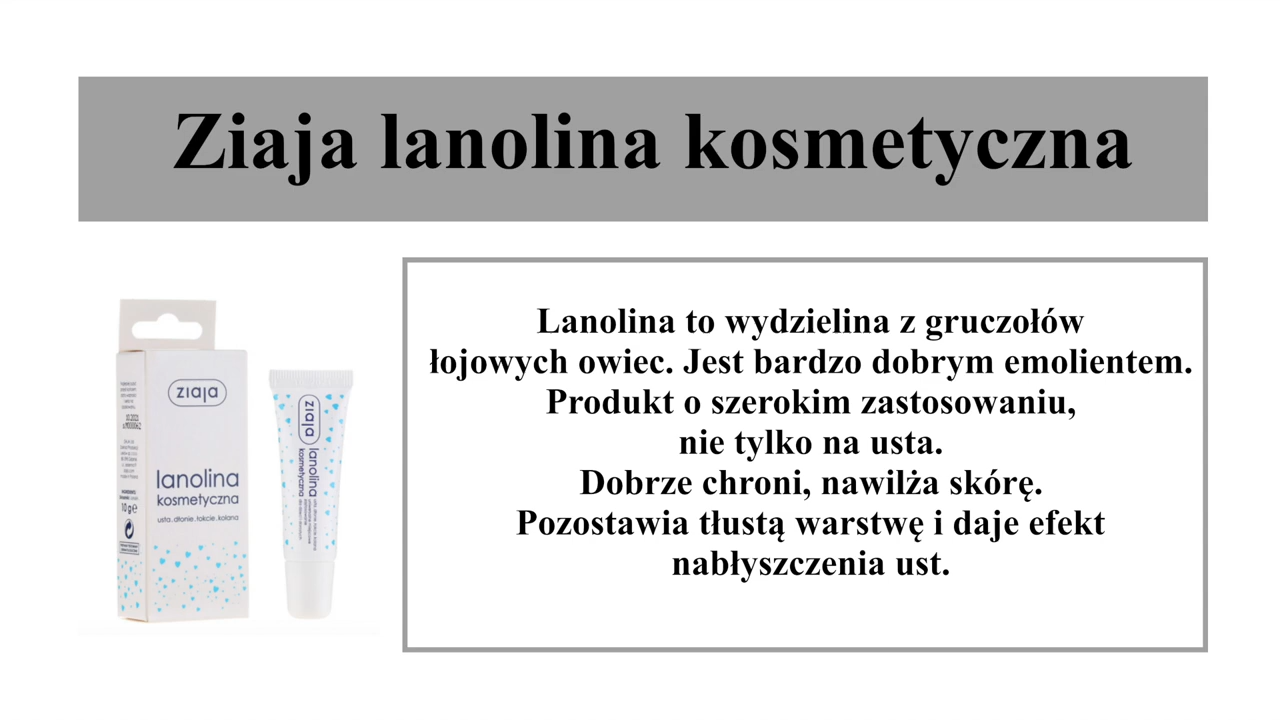 Ziaja lanolina kosmetyczna
Lanolina to wydzielina z gruczołów
łojowych owiec. Jest bardzo dobrym emolientem.
Produkt o szerokim zastosowaniu,
nie tylko na usta.
Dobrze chroni, nawilża skórę.
Pozostawia tłustą warstwę i daje efekt
nabłyszczenia ust.
ziaja
lanolina
kosmetyczna
usta.dłonie.łokcie.kolana
10 g e
ziaja
lanolina
kosmetyczna